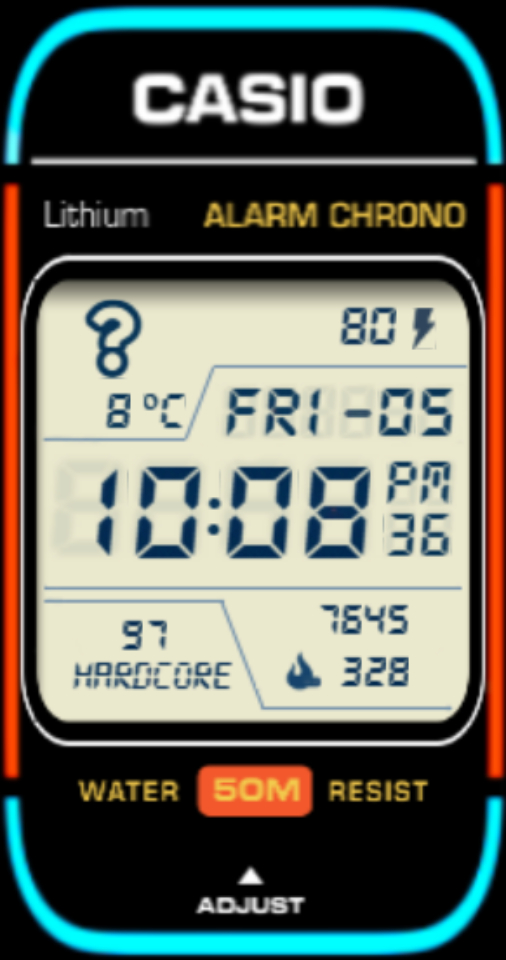 CASIO
Lithium ALARM CHRONO
?
80
8 °C
FRI -05
10:08 PM
36
97
7645
HARDCORE
328
WATER 50M RESIST
ADJUST